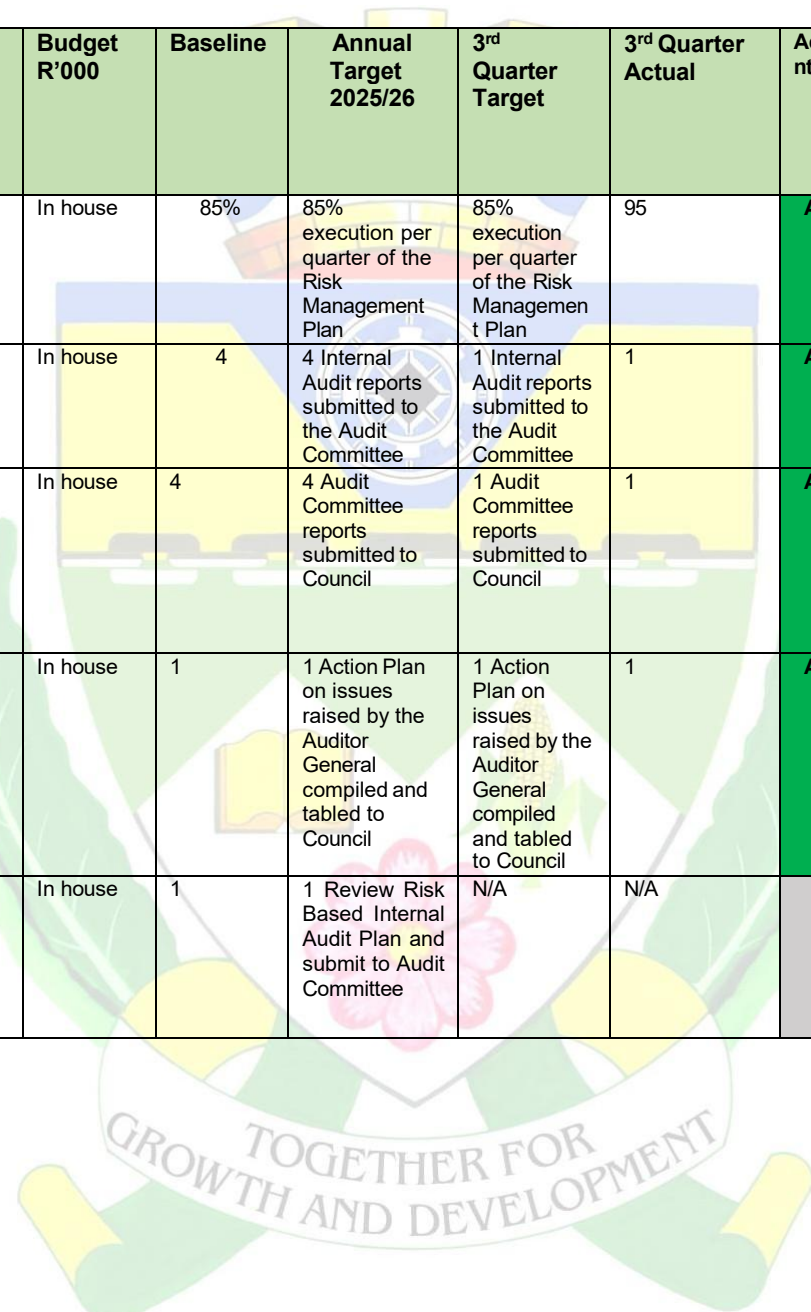 Budget R'000
Baseline
Annual Target 2025/26
3rd Quarter Target
3rd Quarter Actual
In house
85%
85%
execution per
quarter of the
Risk
Management
Plan
85%
execution
per quarter
of the Risk
Managemen
t Plan
95
In house
4
4 Internal
Audit reports
submitted to
the Audit
Committee
1 Internal
Audit reports
submitted to
the Audit
Committee
1
In house
4
4 Audit
Committee
reports
submitted to
Council
1 Audit
Committee
reports
submitted to
Council
1
In house
1
1 Action Plan
on issues
raised by the
Auditor
General
compiled and
tabled to
Council
1 Action
Plan on
issues
raised by the
Auditor
General
compiled
and tabled
to Council
1
In house
1
1 Review Risk
Based Internal
Audit Plan and
submit to Audit
Committee
N/A
N/A
TOGETHER FOR
GROWTH AND DEVELOPMENT